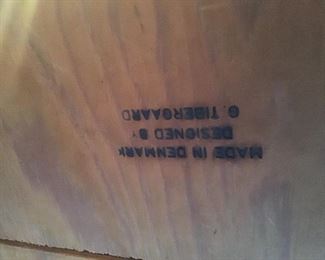 MADE IN DENMARK
DESIGNED BY
G. TIBERGAARD